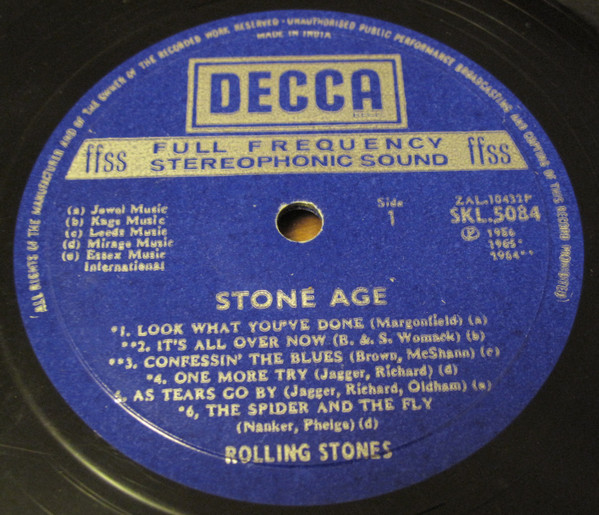 ALL RIGHTS OF THE MANUFACTURER AND OF THE OWNER OF THE RECORDED WORK RESERVED - UNAUTHORISED PUBLIC PERFORMANCE BROADCASTING AND COPYING OF THIS RECORD PROHIBITED
MADE IN INDIA
DECCA
ffss FULL FREQUENCY STEREOPHONIC SOUND ffss
(a) Jewel Music
(b) Kags Music
(c) Leeds Music
(d) Mirage Music
(e) Essex Music
International
Side
1
ZAL.10432P
SKL.5084
Ⓟ 1966
1965*
1964**
STONE AGE
*1. LOOK WHAT YOU'VE DONE (Margonfield) (a)
**2. IT'S ALL OVER NOW (B. & S. Womack) (b)
**3. CONFESSIN' THE BLUES (Brown, McShann) (c)
*4. ONE MORE TRY (Jagger, Richard) (d)
5. AS TEARS GO BY (Jagger, Richard, Oldham) (e)
*6, THE SPIDER AND THE FLY
(Nanker, Phelge) (d)
ROLLING STONES